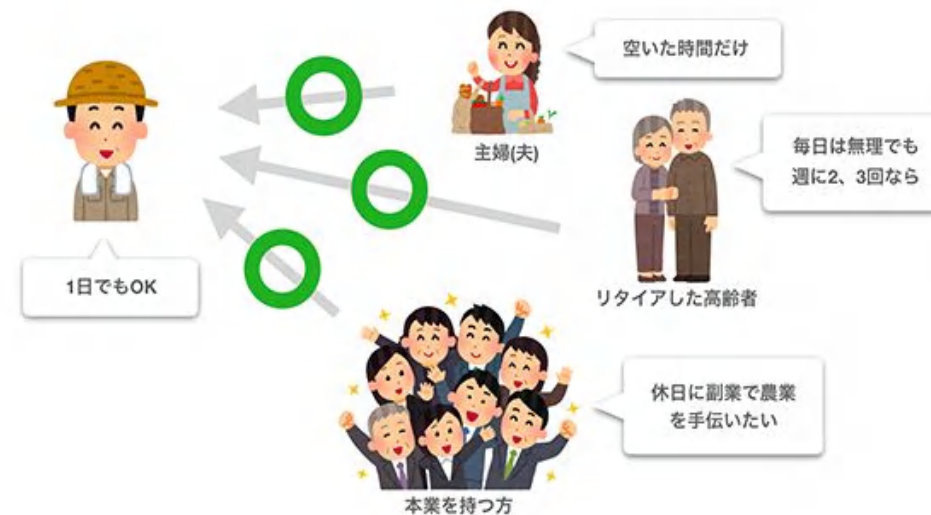 空いた時間だけ
主婦(夫)
毎日は無理でも
週に2、3回なら
リタイアした高齢者
1日でもOK
休日に副業で農業
を手伝いたい
本業を持つ方